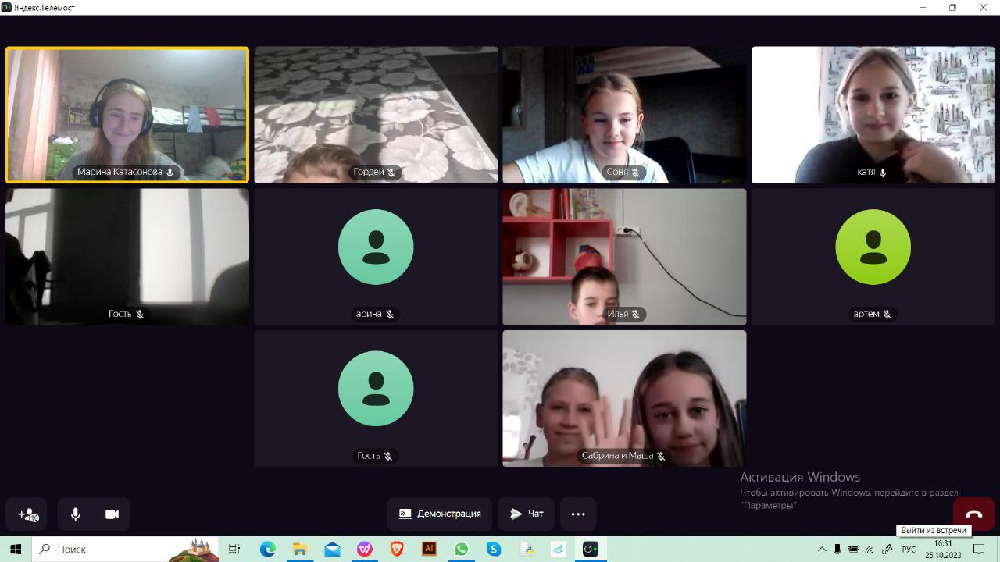 Яндекс.Телемост
Марина Катасонова
Гордей
Соня
катя
Гость
арина
Илья
артем
Гость
Сабрина и Маша
Активация Windows
Чтобы активировать Windows, перейдите в раздел
"Параметры".
10
Демонстрация
Чат
Выйти из встречи
Поиск
Ai
РУС
16:31
25.10.2023